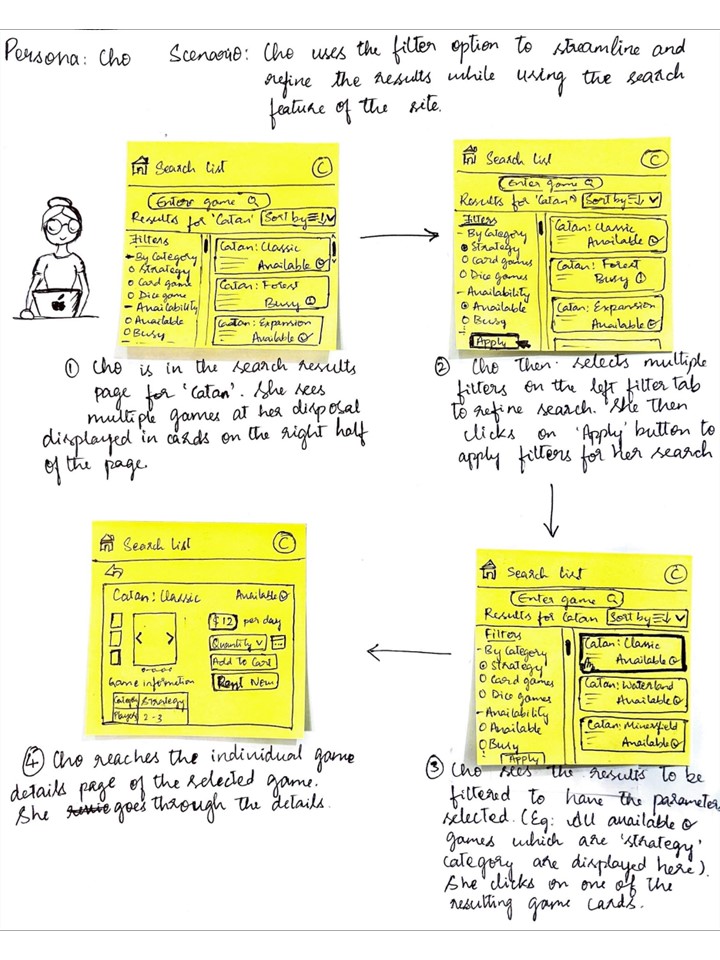 Persona: Cho Scenario: Cho uses the filter option to streamline and
refine the results while using the search
feature of the site.
Search List C
Enter game
Results for 'Catan' Sort by
Filters
- By Category
O Strategy
O Card game
O Dice game
- Availability
O Available
O Busy
Catan: Classic
Available
Catan: Forest
Busy
Catan: Expansion
Available
① Cho is in the search results
page for 'Catan'. She sees
multiple games at her disposal
displayed in cards on the right half
of the page.
Search List C
Enter game
Results for 'Catan' Sort by
Filters
- By Category
Strategy
O Card games
O Dice games
- Availability
Available
O Busy
Apply
Catan: Classic
Available
Catan: Forest
Busy
Catan: Expansion
Available
② Cho then selects multiple
filters on the left filter tab
to refine search. She then
clicks on 'Apply' button to
apply filters for her search
Search List C
Enter game
Results for Catan Sort by
Filters
- By Category
Strategy
O Card games
O Dice games
- Availability
O Available
O Busy
Apply
Catan: Classic
Available
Catan: Waterland
Available
Catan: Minesfield
Available
③ Cho sees the results to be
filtered to have the parameters
selected. (Eg: All available
games which are 'strategy'
category are displayed here).
She clicks on one of the
resulting game cards.
Search List C
Catan: Classic Available
$12 per day
Quantity
Add to Cart
Rent Now
Game information
Category Strategy
Players 2-3
④ Cho reaches the individual game
details page of the selected game.
She goes through the details.